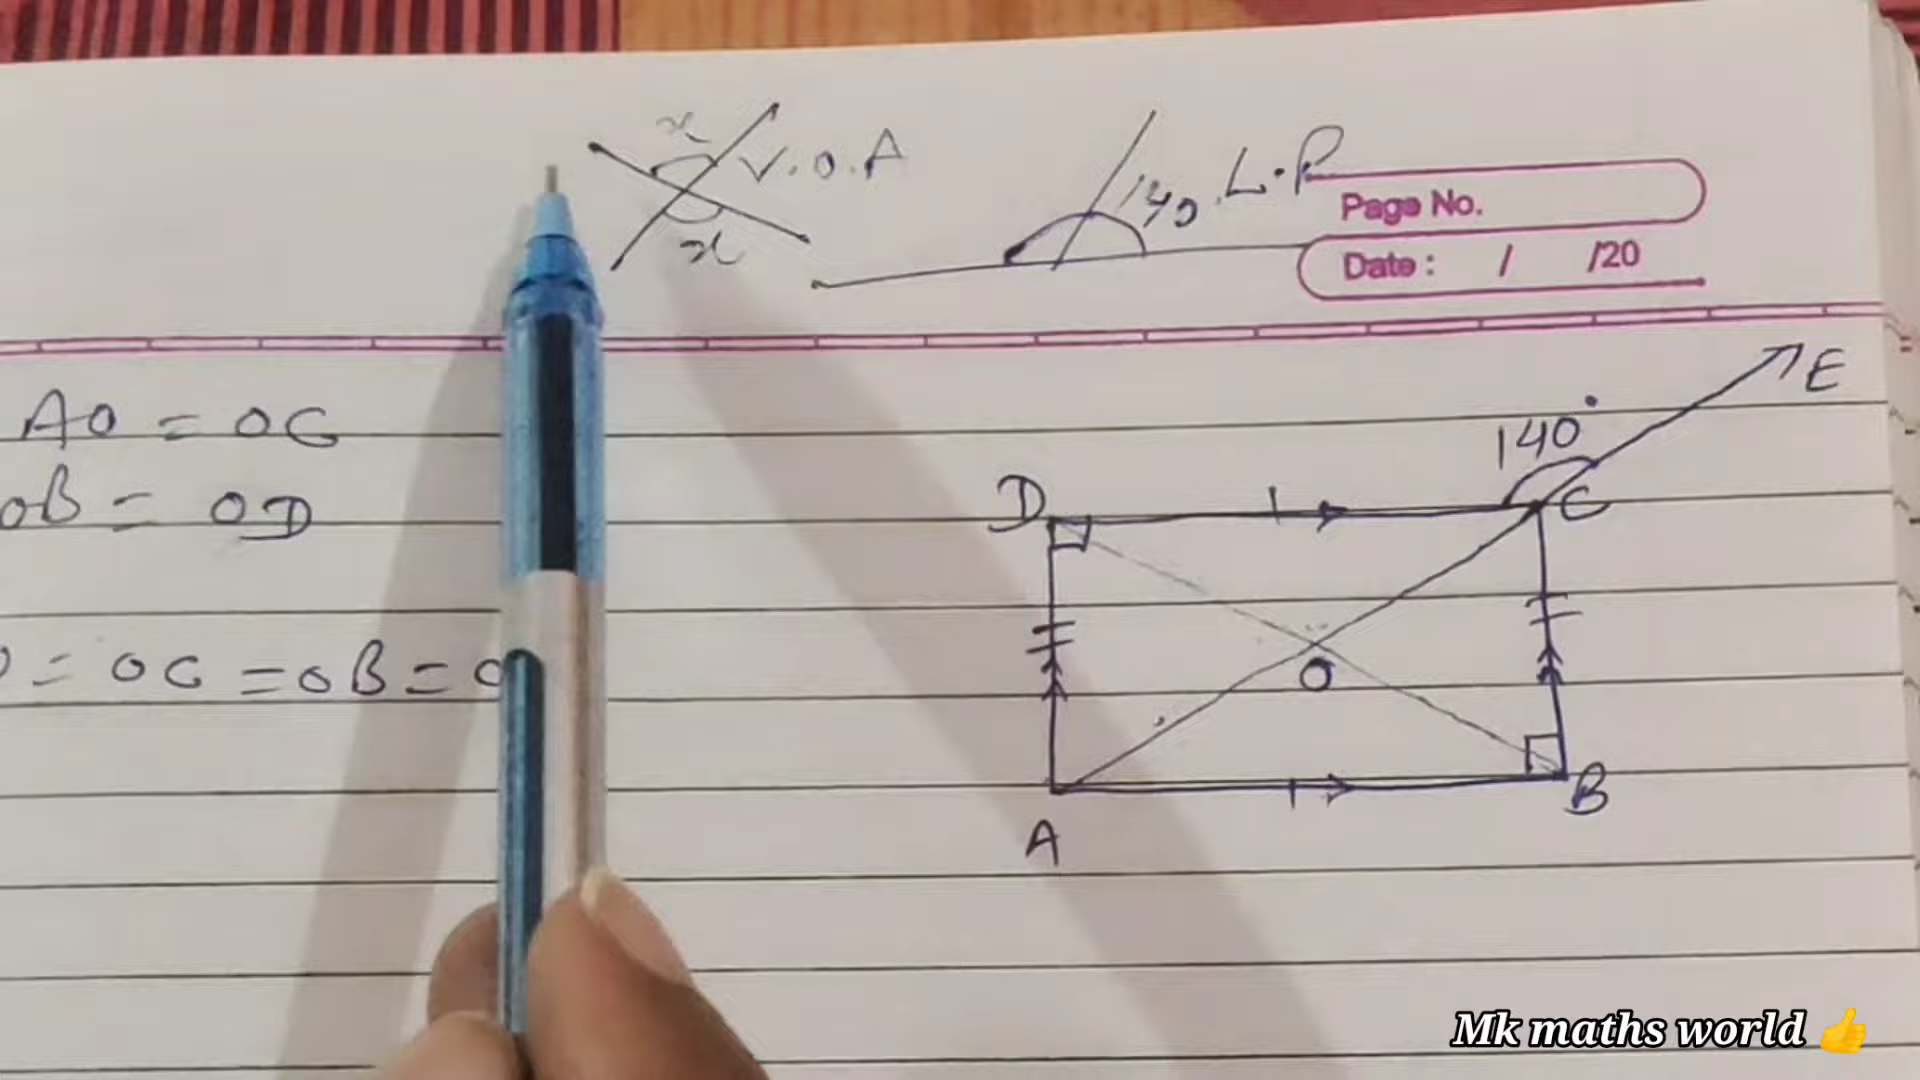 x V.O.A
x
140 L.P
Page No.
Date : / /20
E
AO = OC
140°
OB = OD
D C
= OC = OB =
O
B
A
Mk maths world 👍